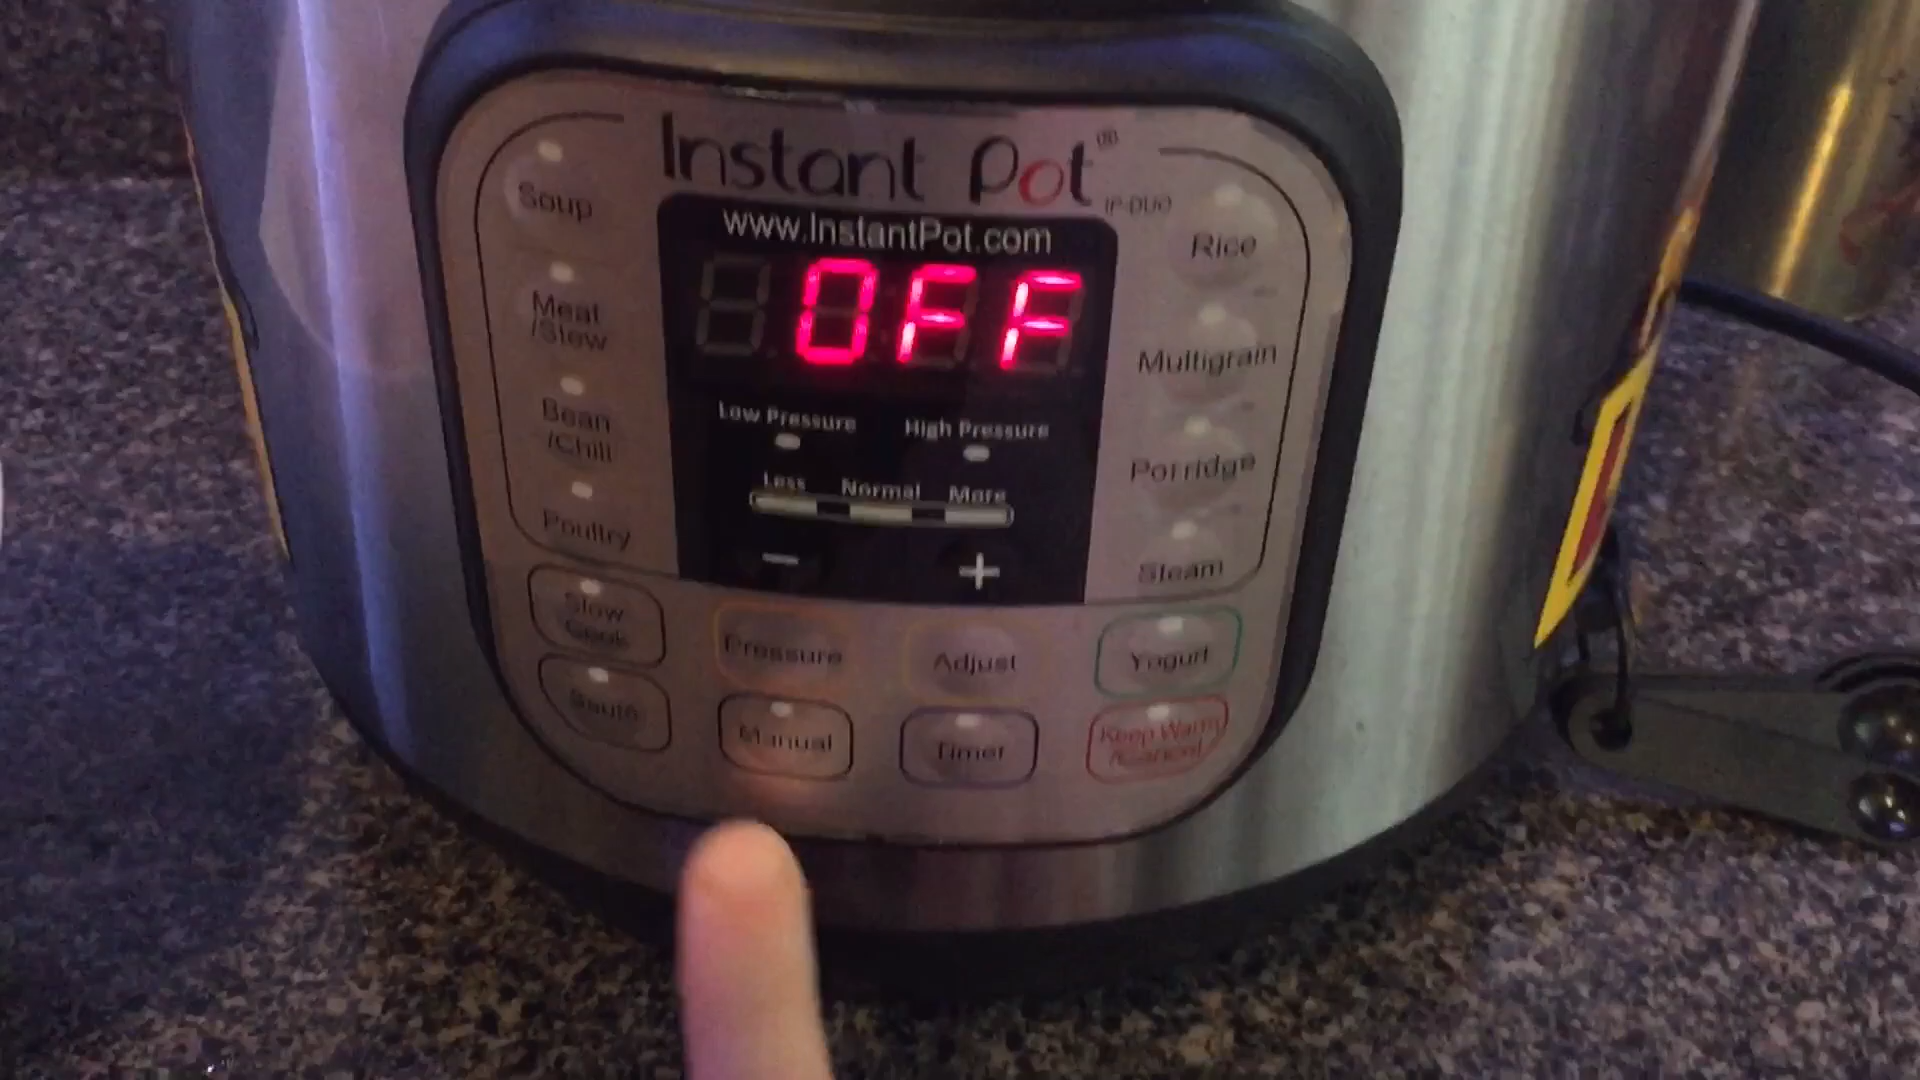 Instant Pot
IP-DUO
www.InstantPot.com
OFF
Soup
Meat
/Stew
Bean
/Chili
Poultry
Low Pressure
High Pressure
Less Normal More
− +
Rice
Multigrain
Porridge
Steam
Slow
Cook
Sauté
Pressure
Adjust
Yogurt
Manual
Timer
Keep Warm
/Cancel